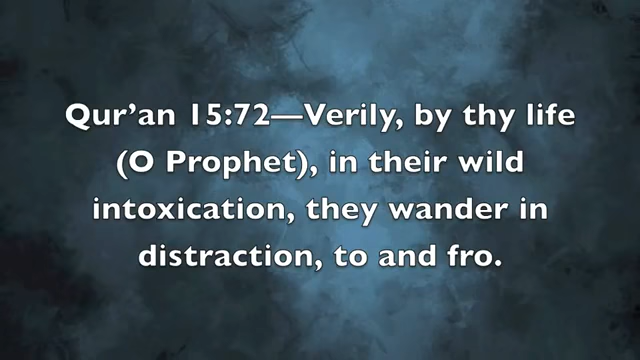 Qur’an 15:72—Verily, by thy life
(O Prophet), in their wild
intoxication, they wander in
distraction, to and fro.